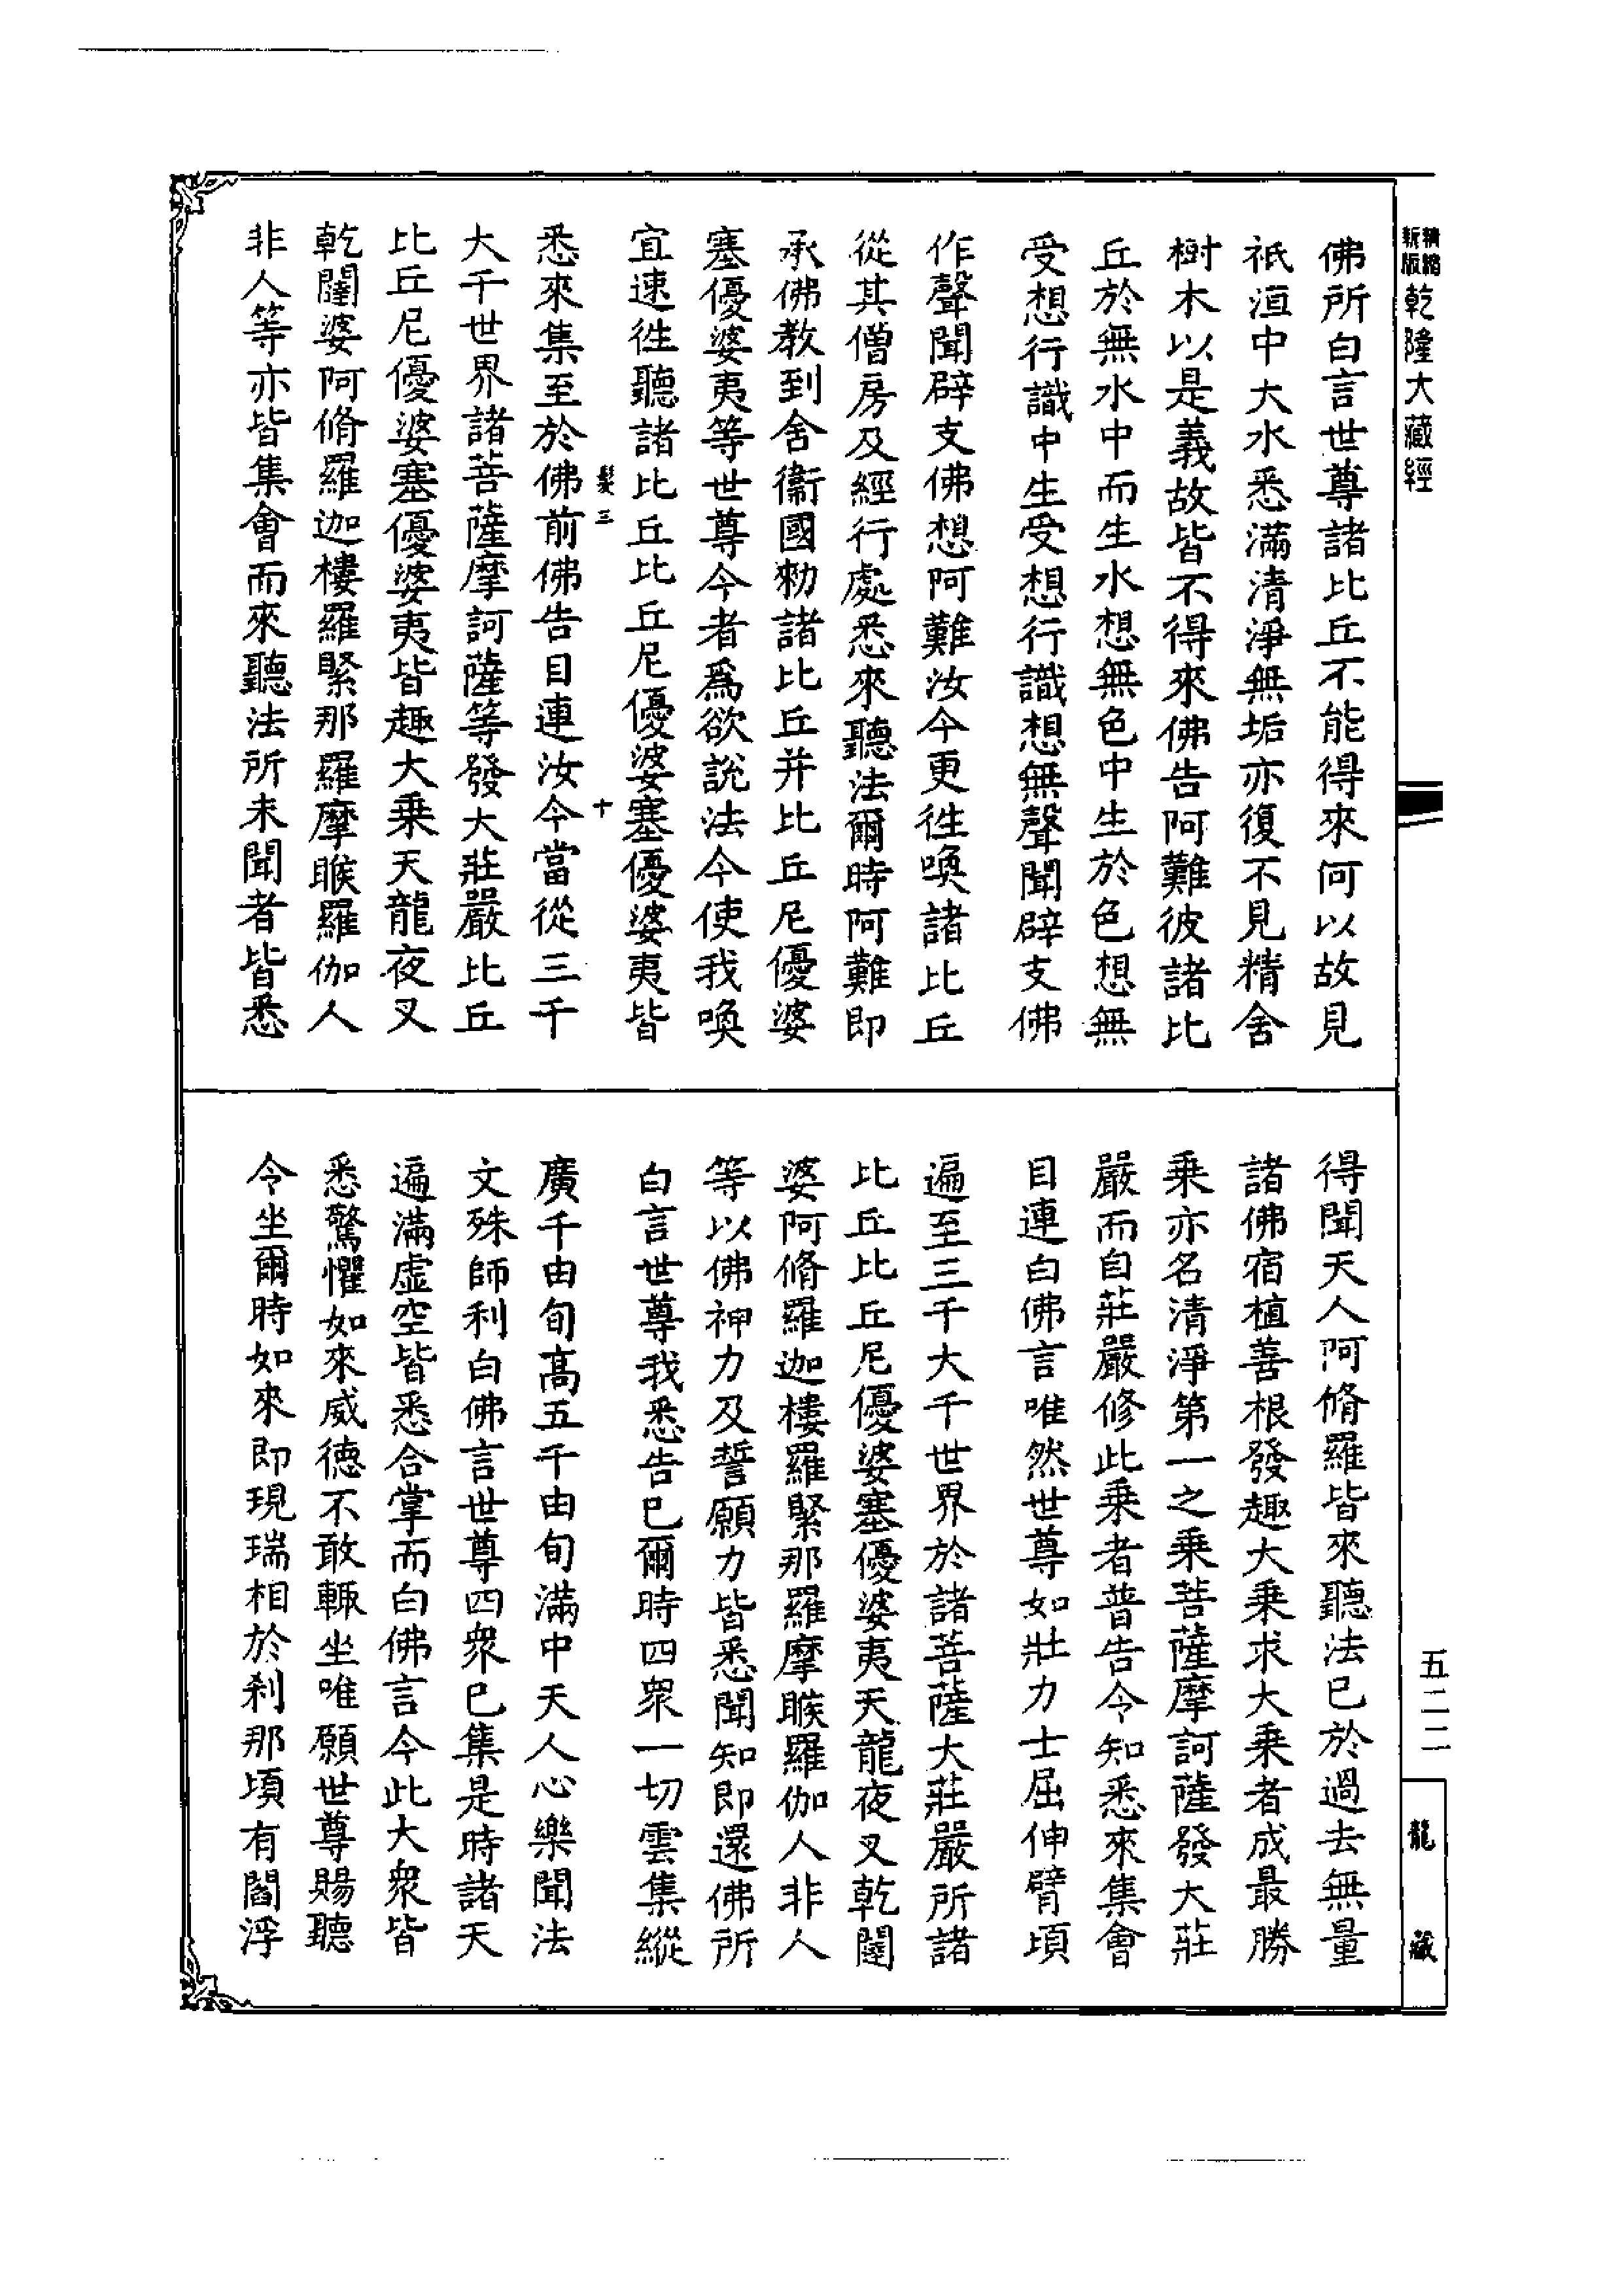 精縮
新版
乾隆大藏經
佛所白言世尊諸比丘不能得來何以故見
祇洹中大水悉滿清淨無垢亦復不見精舍
樹木以是義故皆不得來佛告阿難彼諸比
丘於無水中而生水想無色中生於色想無
受想行識中生受想行識想無聲聞辟支佛
作聲聞辟支佛想阿難汝今更徃喚諸比丘
從其僧房及經行處悉來聽法爾時阿難即
承佛教到舍衞國勑諸比丘并比丘尼優婆
塞優婆夷等世尊今者爲欲說法令使我喚
宜速徃聽諸比丘比丘尼優婆塞優婆夷皆
髮三 十
悉來集至於佛前佛告目連汝今當從三千
大千世界諸菩薩摩訶薩等發大莊嚴比丘
比丘尼優婆塞優婆夷皆趣大乗天龍夜叉
乾闥婆阿脩羅迦樓羅緊那羅摩睺羅伽人
非人等亦皆集會而來聽法所未聞者皆悉
得聞天人阿脩羅皆來聽法已於過去無量
諸佛宿植善根發趣大乗求大乗者成最勝
乗亦名清淨第一之乗菩薩摩訶薩發大莊
嚴而自莊嚴修此乗者普告令知悉來集會
目連白佛言唯然世尊如壯力士屈伸臂頃
遍至三千大千世界於諸菩薩大莊嚴所諸
比丘比丘尼優婆塞優婆夷天龍夜叉乾闥
婆阿脩羅迦樓羅緊那羅摩睺羅伽人非人
等以佛神力及誓願力皆悉聞知即還佛所
白言世尊我悉告已爾時四衆一切雲集縱
廣千由旬高五千由旬滿中天人心樂聞法
文殊師利白佛言世尊四衆已集是時諸天
遍滿虛空皆悉合掌而白佛言今此大衆皆
悉驚懼如來威德不敢輒坐唯願世尊賜聽
令坐爾時如來即現瑞相於刹那頃有閻浮
五二二
龍藏